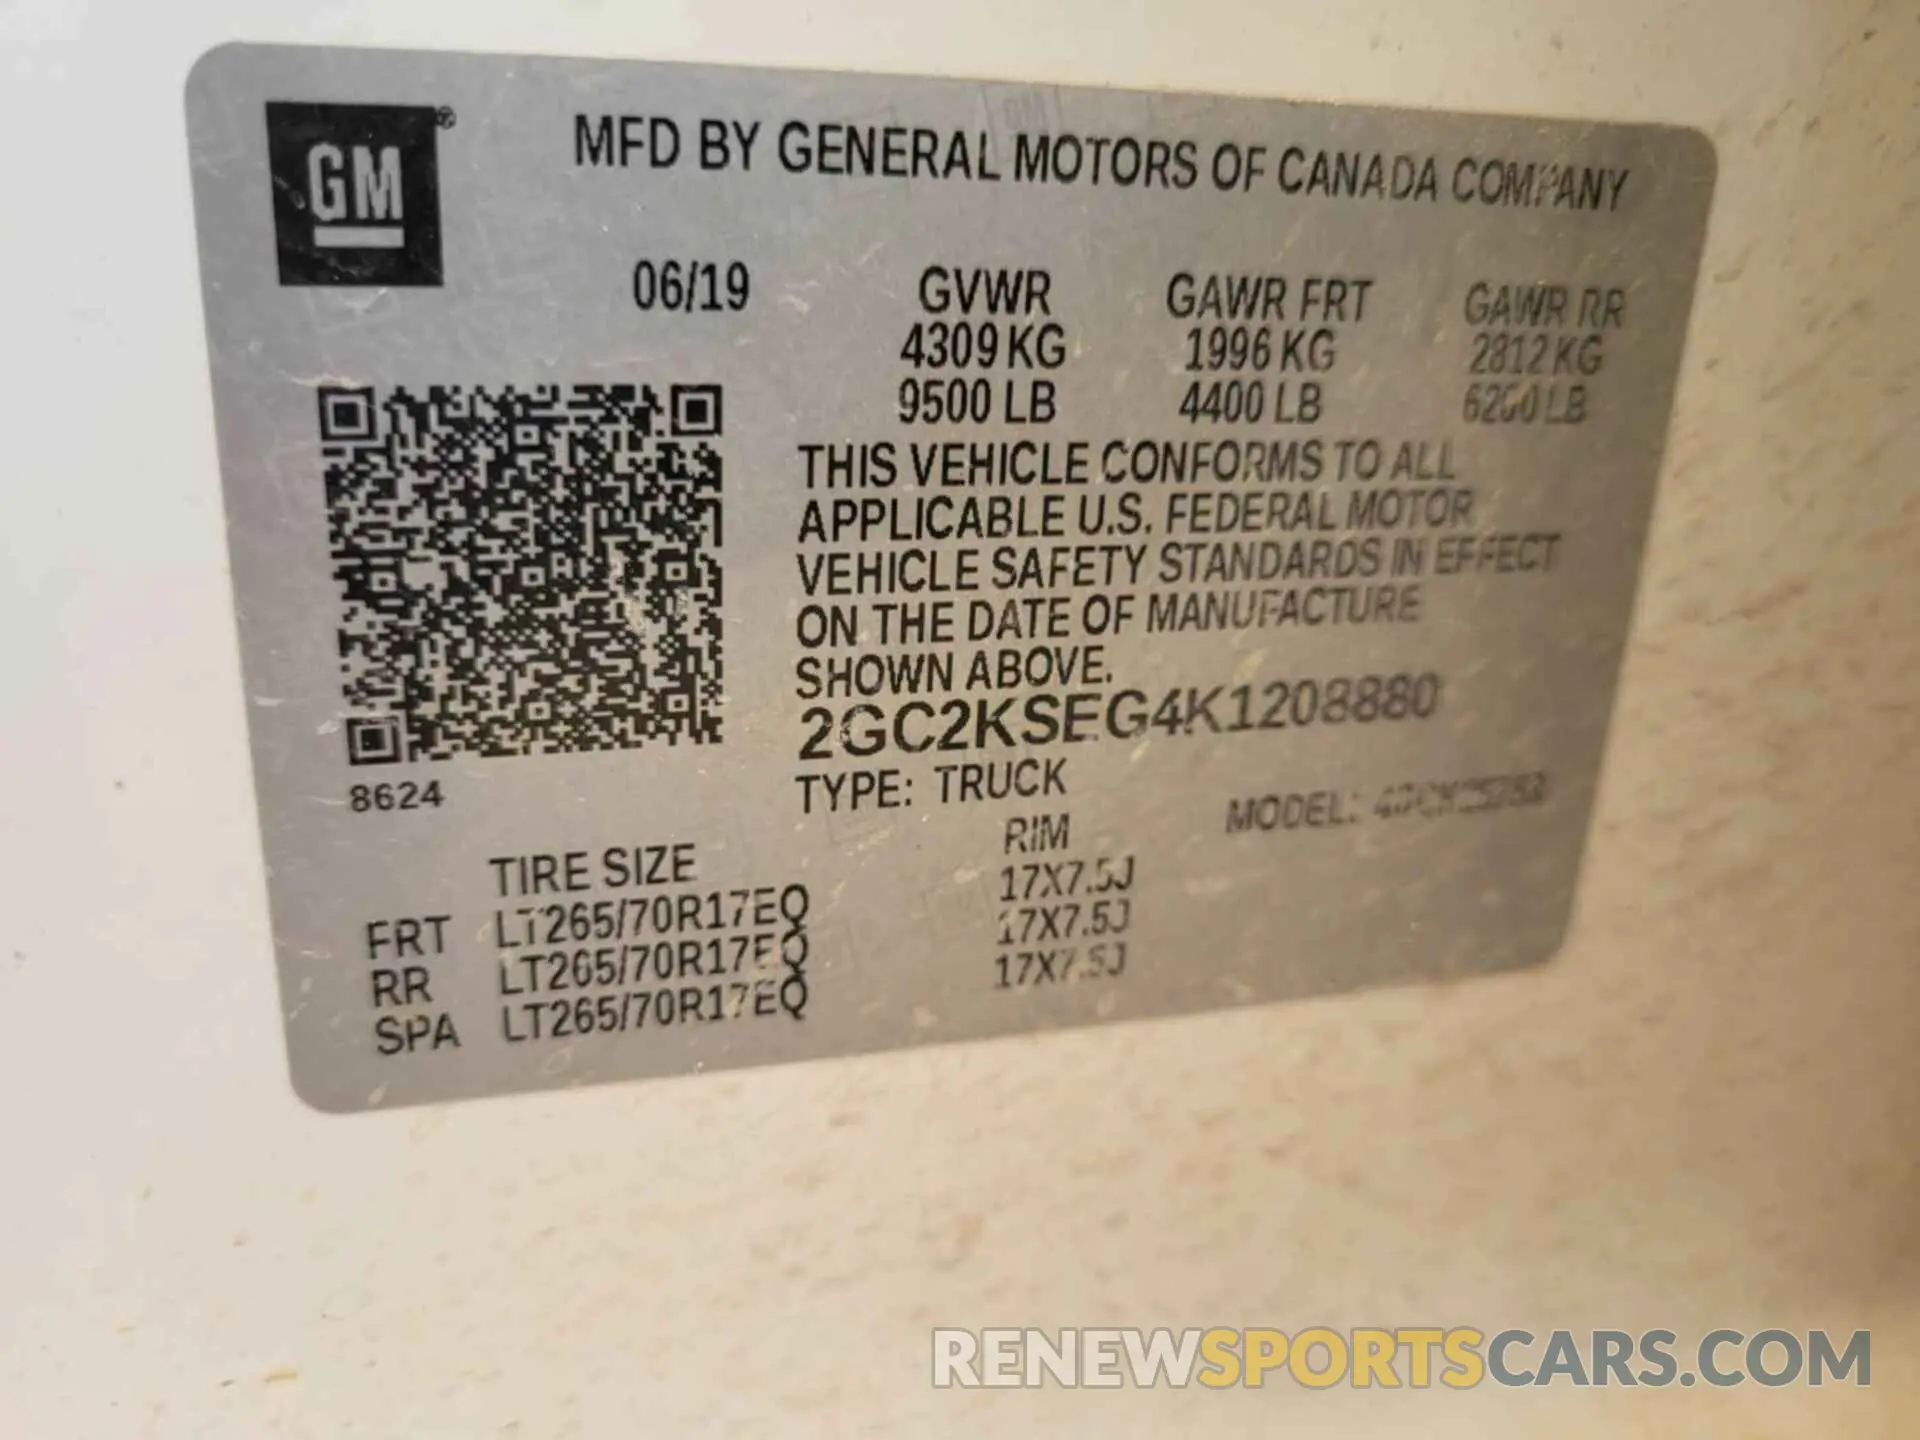 GM®
MFD BY GENERAL MOTORS OF CANADA COMPANY
06/19 GVWR GAWR FRT GAWR RR
4309 KG 1996 KG 2812 KG
9500 LB 4400 LB 6200 LB
THIS VEHICLE CONFORMS TO ALL
APPLICABLE U.S. FEDERAL MOTOR
VEHICLE SAFETY STANDARDS IN EFFECT
ON THE DATE OF MANUFACTURE
SHOWN ABOVE.
2GC2KSEG4K1208880
8624
TYPE: TRUCK MODEL:
TIRE SIZE RIM
FRT LT265/70R17EQ 17X7.5J
RR LT265/70R17EQ 17X7.5J
SPA LT265/70R17EQ 17X7.5J
RENEWSPORTSCARS.COM